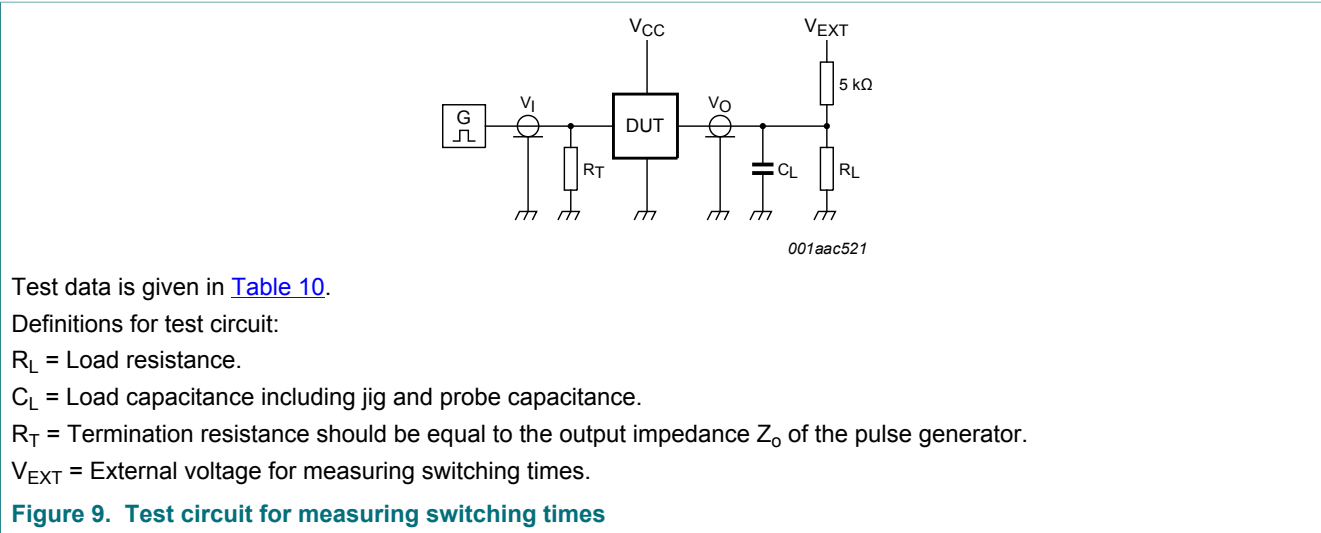 V_CC V_EXT
5 kΩ
G V_I DUT V_O
R_T C_L R_L
001aac521
Test data is given in Table 10.
Definitions for test circuit:
R_L = Load resistance.
C_L = Load capacitance including jig and probe capacitance.
R_T = Termination resistance should be equal to the output impedance Z_o of the pulse generator.
V_EXT = External voltage for measuring switching times.
Figure 9. Test circuit for measuring switching times